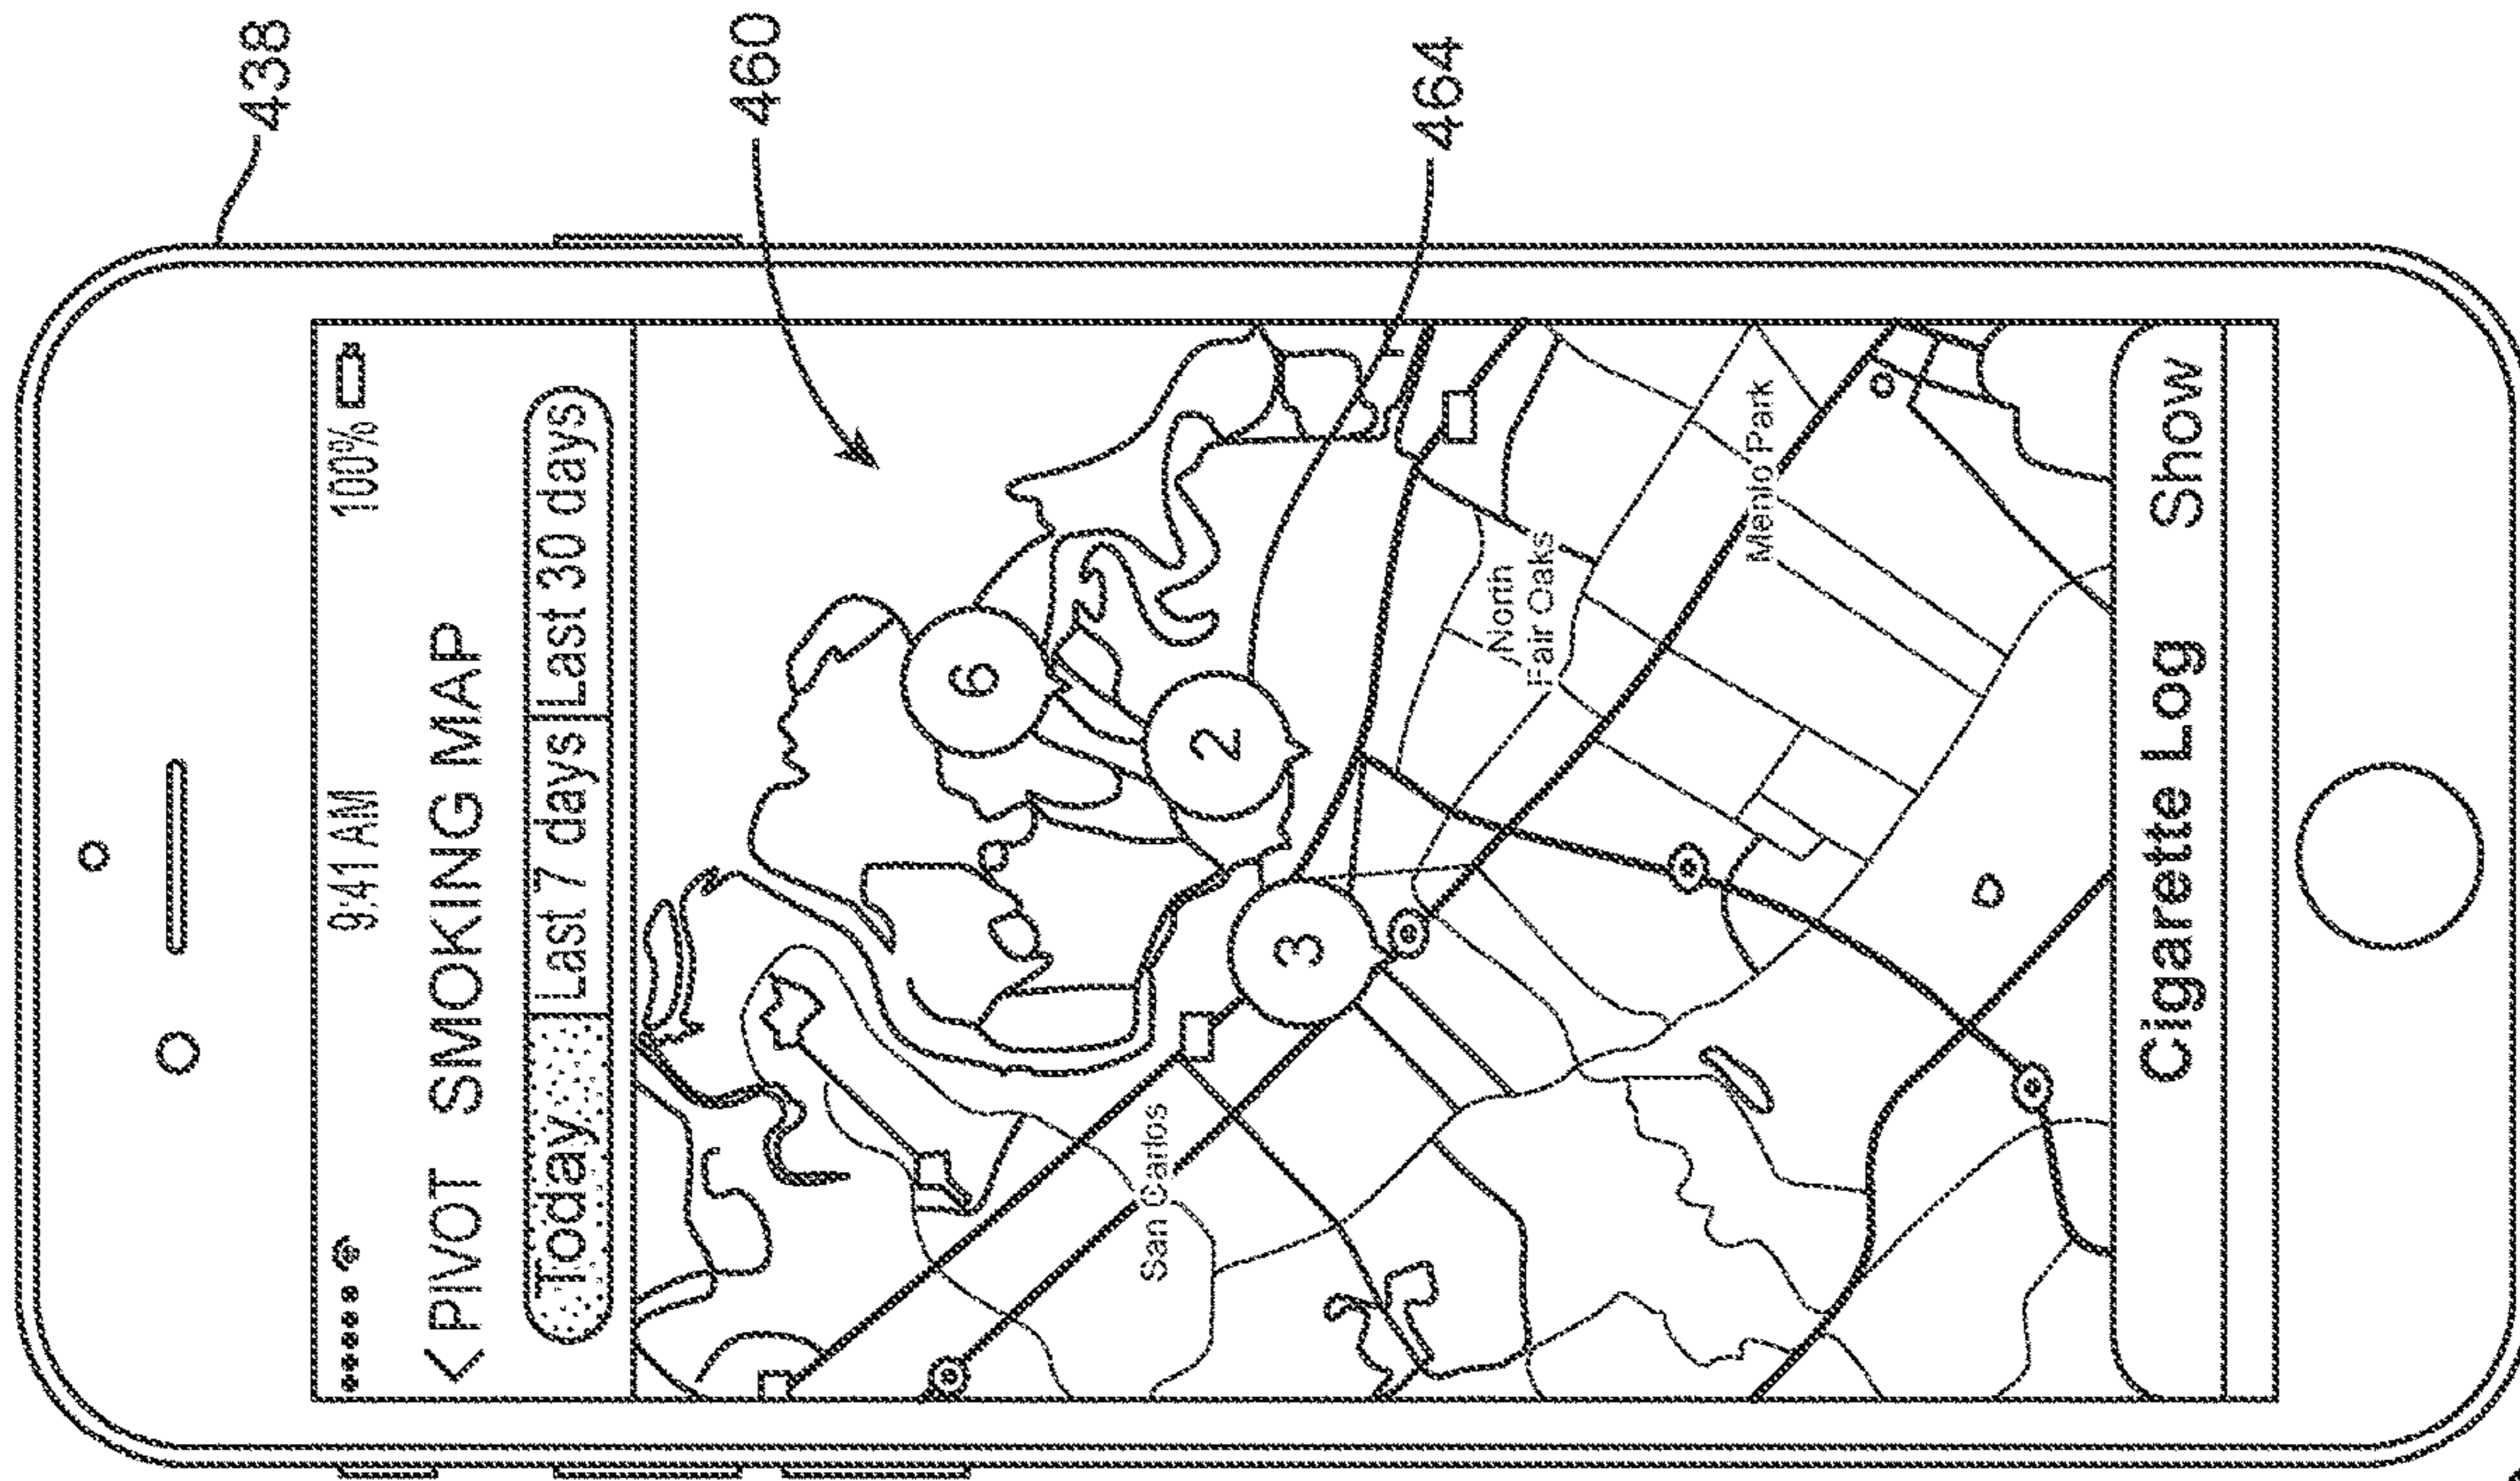 438
9:41 AM 100%
<PIVOT SMOKING MAP
Today Last 7 days Last 30 days
460
6
2
464
3
San Carlos
North
Fair Oaks
Menlo Park
Cigarette Log Show